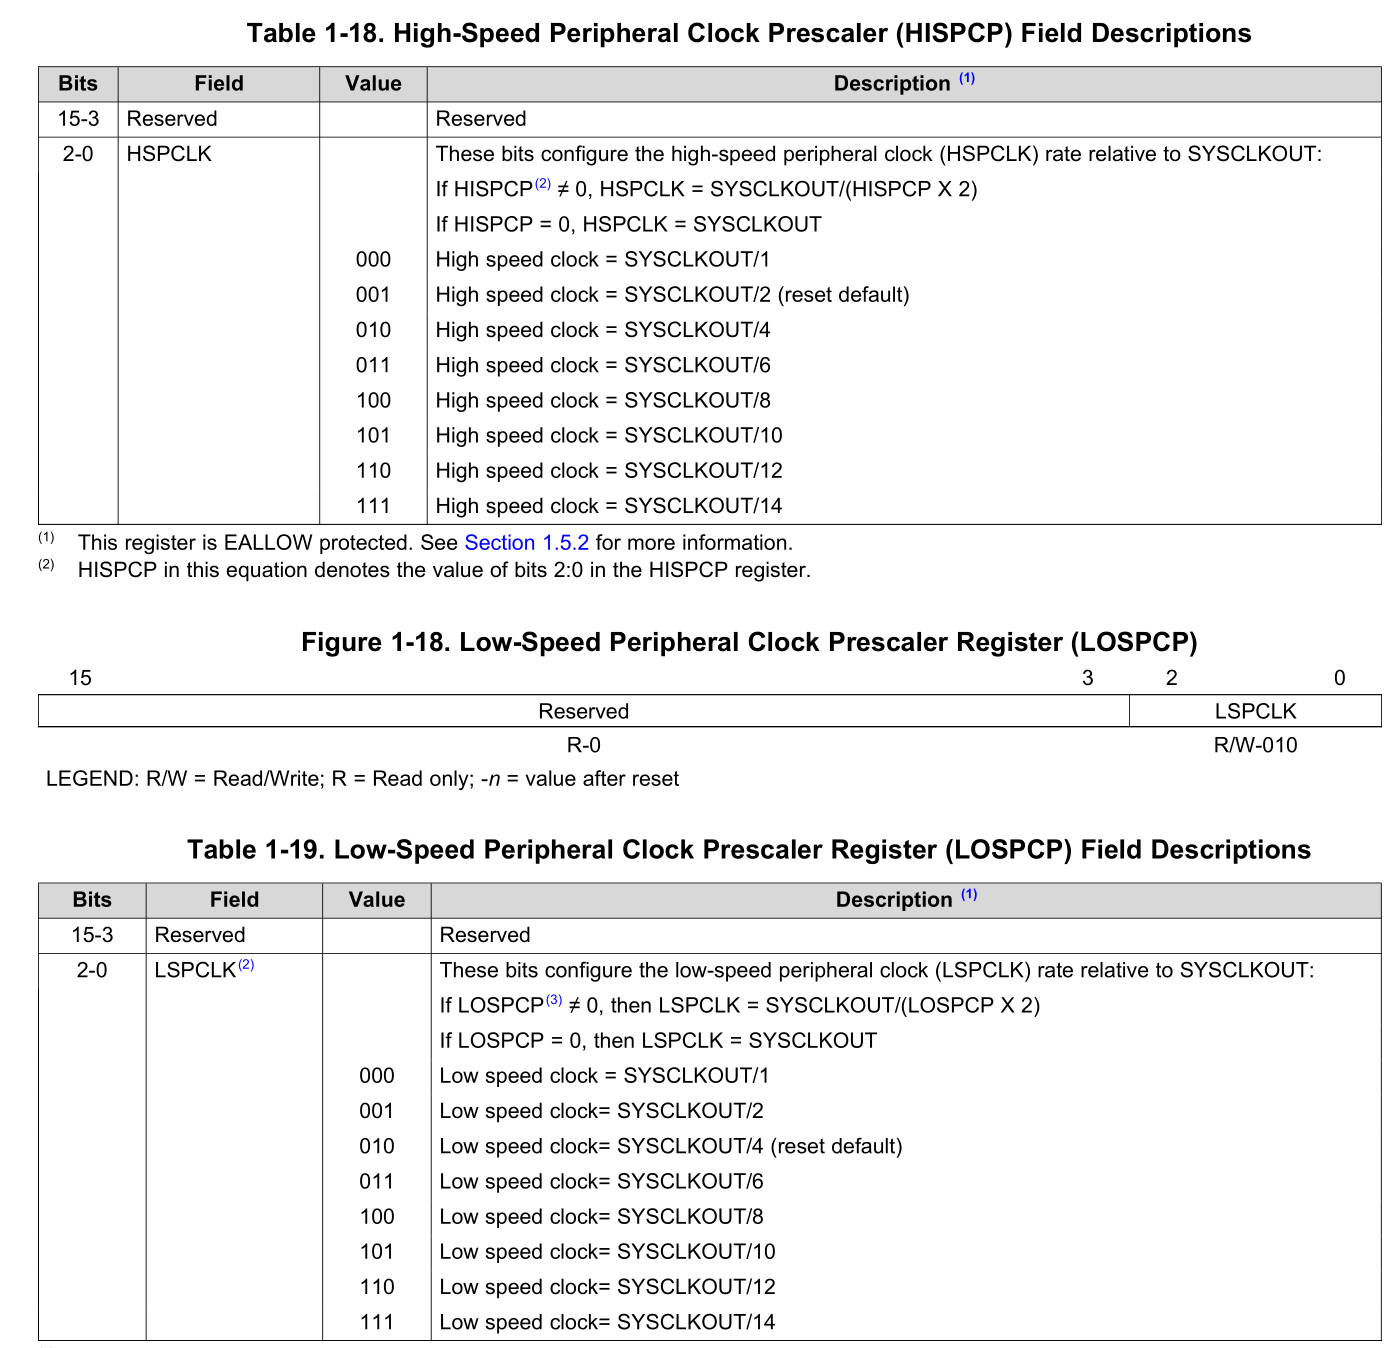 Table 1-18. High-Speed Peripheral Clock Prescaler (HISPCP) Field Descriptions
Bits Field Value Description (1)
15-3 Reserved Reserved
2-0 HSPCLK These bits configure the high-speed peripheral clock (HSPCLK) rate relative to SYSCLKOUT:
If HISPCP(2) ≠ 0, HSPCLK = SYSCLKOUT/(HISPCP X 2)
If HISPCP = 0, HSPCLK = SYSCLKOUT
000 High speed clock = SYSCLKOUT/1
001 High speed clock = SYSCLKOUT/2 (reset default)
010 High speed clock = SYSCLKOUT/4
011 High speed clock = SYSCLKOUT/6
100 High speed clock = SYSCLKOUT/8
101 High speed clock = SYSCLKOUT/10
110 High speed clock = SYSCLKOUT/12
111 High speed clock = SYSCLKOUT/14
(1) This register is EALLOW protected. See Section 1.5.2 for more information.
(2) HISPCP in this equation denotes the value of bits 2:0 in the HISPCP register.
Figure 1-18. Low-Speed Peripheral Clock Prescaler Register (LOSPCP)
15 3 2 0
Reserved LSPCLK
R-0 R/W-010
LEGEND: R/W = Read/Write; R = Read only; -n = value after reset
Table 1-19. Low-Speed Peripheral Clock Prescaler Register (LOSPCP) Field Descriptions
Bits Field Value Description (1)
15-3 Reserved Reserved
2-0 LSPCLK(2) These bits configure the low-speed peripheral clock (LSPCLK) rate relative to SYSCLKOUT:
If LOSPCP(3) ≠ 0, then LSPCLK = SYSCLKOUT/(LOSPCP X 2)
If LOSPCP = 0, then LSPCLK = SYSCLKOUT
000 Low speed clock = SYSCLKOUT/1
001 Low speed clock= SYSCLKOUT/2
010 Low speed clock= SYSCLKOUT/4 (reset default)
011 Low speed clock= SYSCLKOUT/6
100 Low speed clock= SYSCLKOUT/8
101 Low speed clock= SYSCLKOUT/10
110 Low speed clock= SYSCLKOUT/12
111 Low speed clock= SYSCLKOUT/14